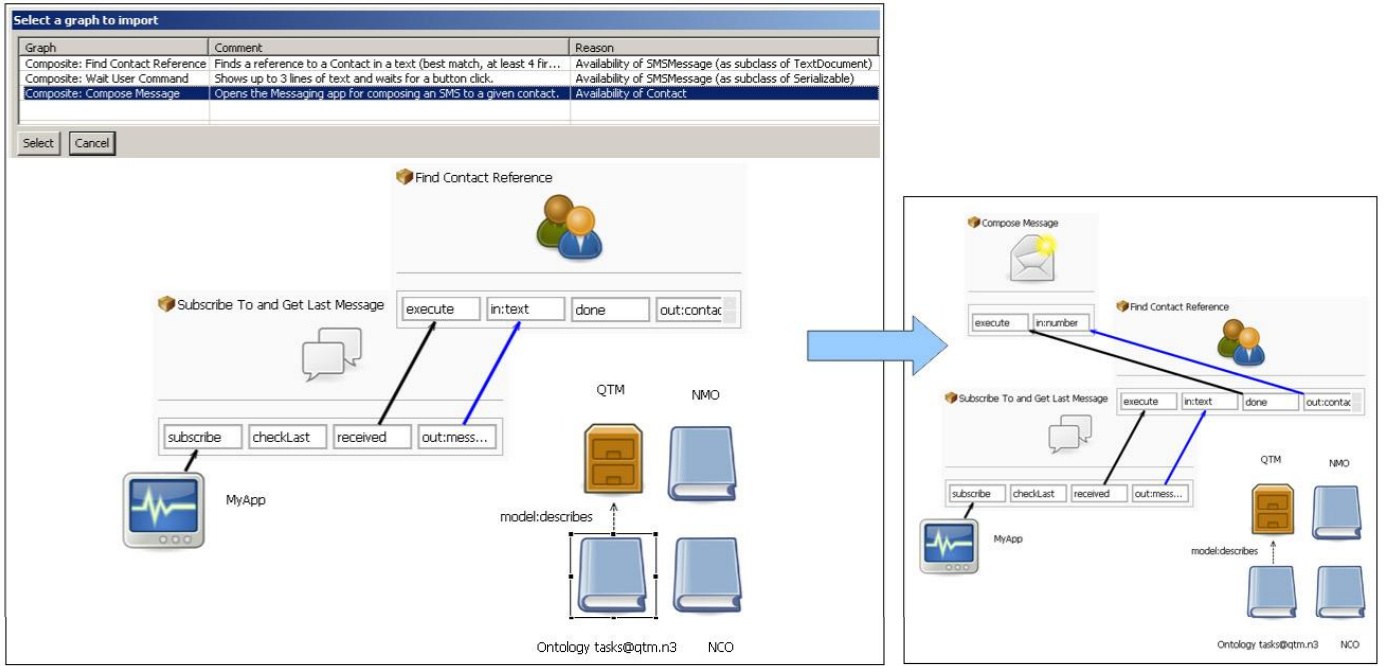 Select a graph to import
Graph Comment Reason
Composite: Find Contact Reference Finds a reference to a Contact in a text (best match, at least 4 fir... Availability of SMSMessage (as subclass of TextDocument)
Composite: Wait User Command Shows up to 3 lines of text and waits for a button click. Availability of SMSMessage (as subclass of Serializable)
Composite: Compose Message Opens the Messaging app for composing an SMS to a given contact. Availability of Contact
Select Cancel
Find Contact Reference
execute in:text done out:contac
Subscribe To and Get Last Message
subscribe checkLast received out:mess...
MyApp
QTM NMO
model:describes
Ontology tasks@qtm.n3 NCO
Compose Message
execute in:number
Find Contact Reference
execute in:text done out:contac
Subscribe To and Get Last Message
subscribe checkLast received out:mess...
MyApp
QTM NMO
model:describes
Ontology tasks@qtm.n3 NCO